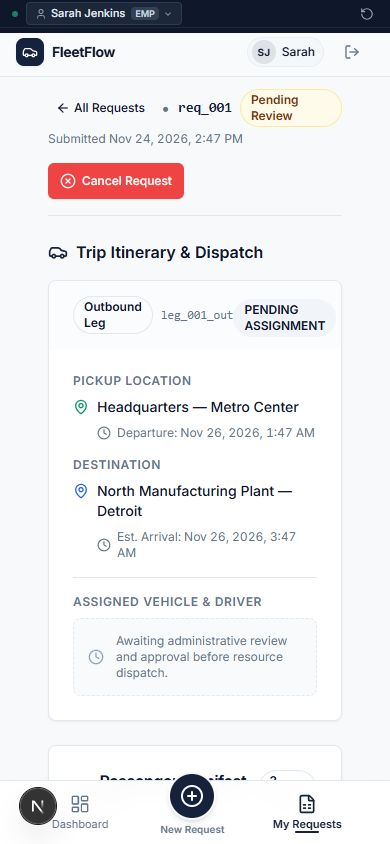 Sarah Jenkins EMP
FleetFlow
SJ Sarah
All Requests
req_001
Pending
Review
Submitted Nov 24, 2026, 2:47 PM
Cancel Request
Trip Itinerary & Dispatch
Outbound
Leg
leg_001_out
PENDING
ASSIGNMENT
PICKUP LOCATION
Headquarters — Metro Center
Departure: Nov 26, 2026, 1:47 AM
DESTINATION
North Manufacturing Plant —
Detroit
Est. Arrival: Nov 26, 2026, 3:47
AM
ASSIGNED VEHICLE & DRIVER
Awaiting administrative review
and approval before resource
dispatch.
N
Dashboard
New Request
My Requests